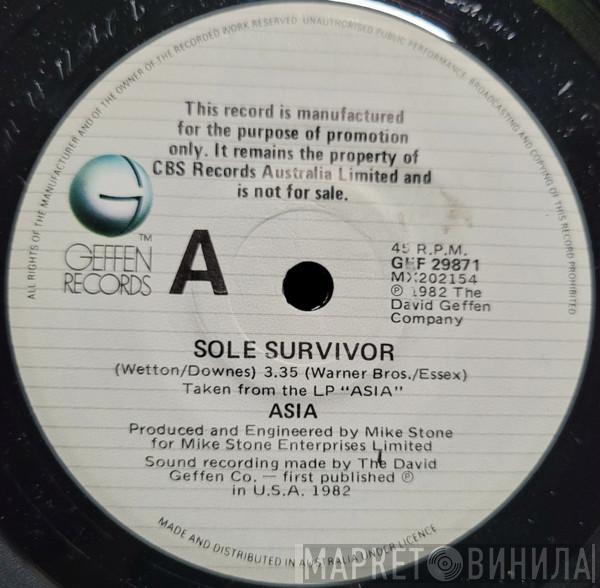 ALL RIGHTS OF THE MANUFACTURER AND OF THE OWNER OF THE RECORDED WORK RESERVED. UNAUTHORISED PUBLIC PERFORMANCE, BROADCASTING AND COPYING OF THIS RECORD PROHIBITED
This record is manufactured
for the purpose of promotion
only. It remains the property of
CBS Records Australia Limited and
is not for sale.
G
TM
GEFFEN
RECORDS
A
45 R.P.M.
GEF 29871
MX202154
℗ 1982 The
David Geffen
Company
SOLE SURVIVOR
(Wetton/Downes) 3.35 (Warner Bros./Essex)
Taken from the LP "ASIA"
ASIA
Produced and Engineered by Mike Stone
for Mike Stone Enterprises Limited
Sound recording made by The David
Geffen Co. — first published ℗
in U.S.A. 1982
MADE AND DISTRIBUTED IN AUSTRALIA UNDER LICENCE
МАРКЕТ ВИНИЛА